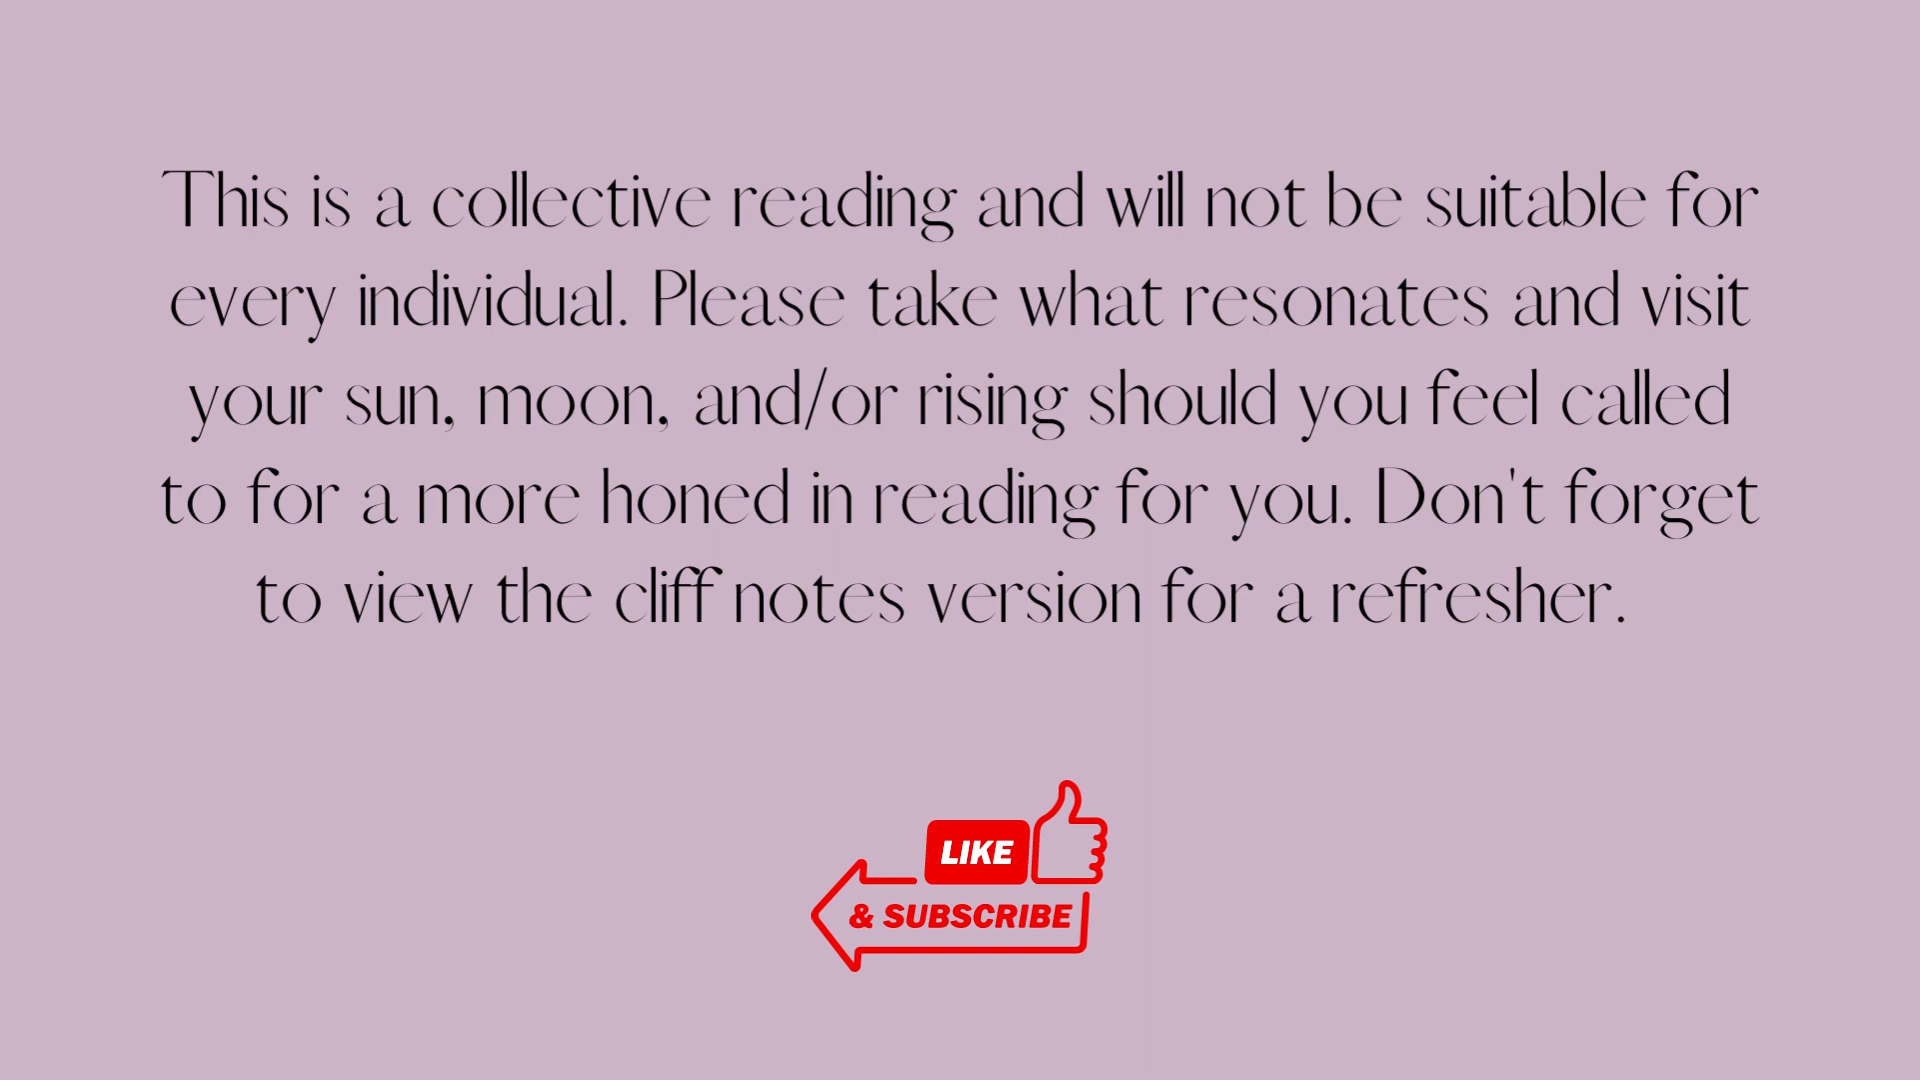 This is a collective reading and will not be suitable for
every individual. Please take what resonates and visit
your sun, moon, and/or rising should you feel called
to for a more honed in reading for you. Don't forget
to view the cliff notes version for a refresher.
LIKE
& SUBSCRIBE